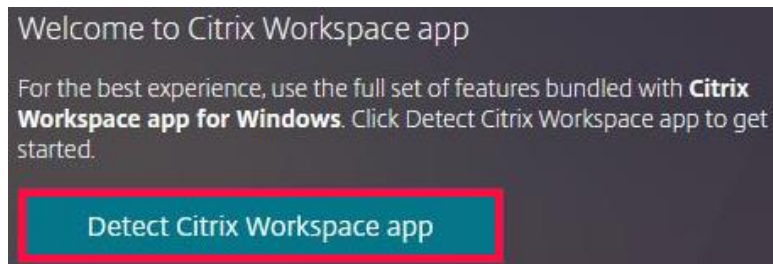 Welcome to Citrix Workspace app
For the best experience, use the full set of features bundled with Citrix
Workspace app for Windows. Click Detect Citrix Workspace app to get
started.
Detect Citrix Workspace app